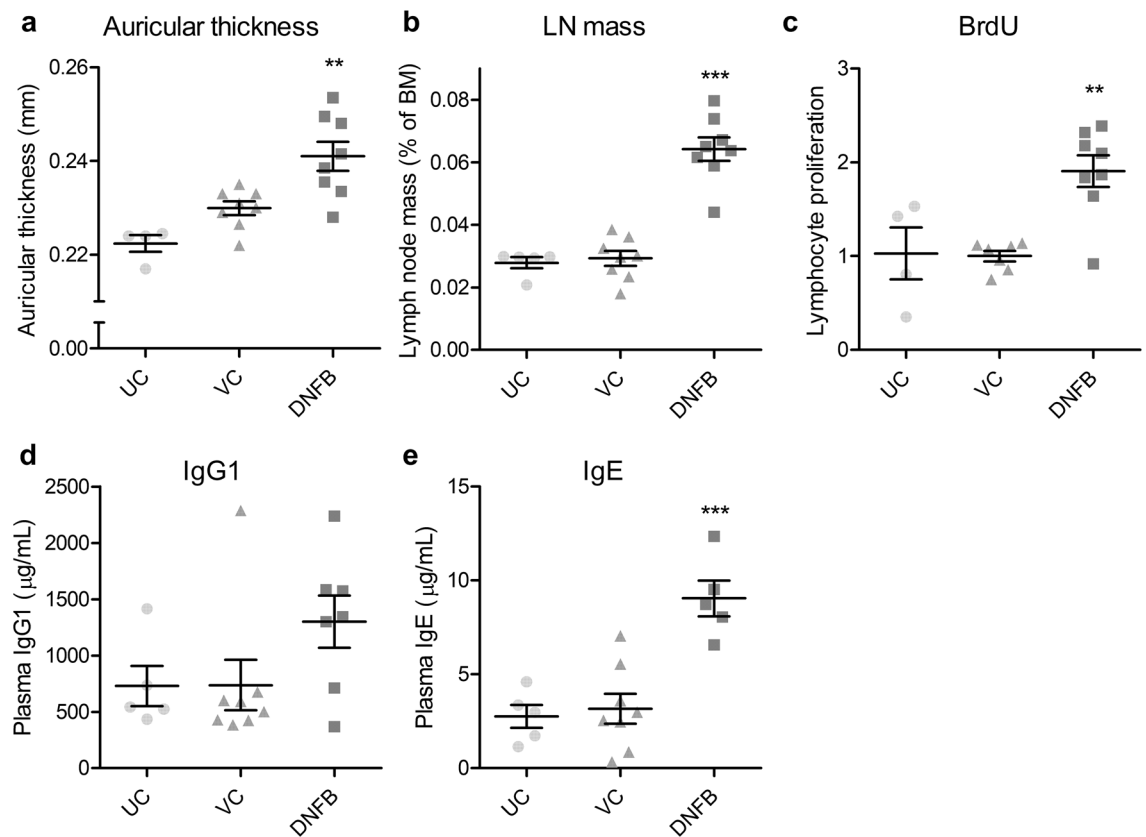 a
Auricular thickness
Auricular thickness (mm)
0.26
0.24
0.22
0.00
**
UC
VC
DNFB
b
LN mass
Lymph node mass (% of BM)
0.08
0.06
0.04
0.02
0.00
***
UC
VC
DNFB
c
BrdU
Lymphocyte proliferation
3
2
1
0
**
UC
VC
DNFB
d
IgG1
Plasma IgG1 (μg/mL)
2500
2000
1500
1000
500
0
UC
VC
DNFB
e
IgE
Plasma IgE (μg/mL)
15
10
5
0
***
UC
VC
DNFB